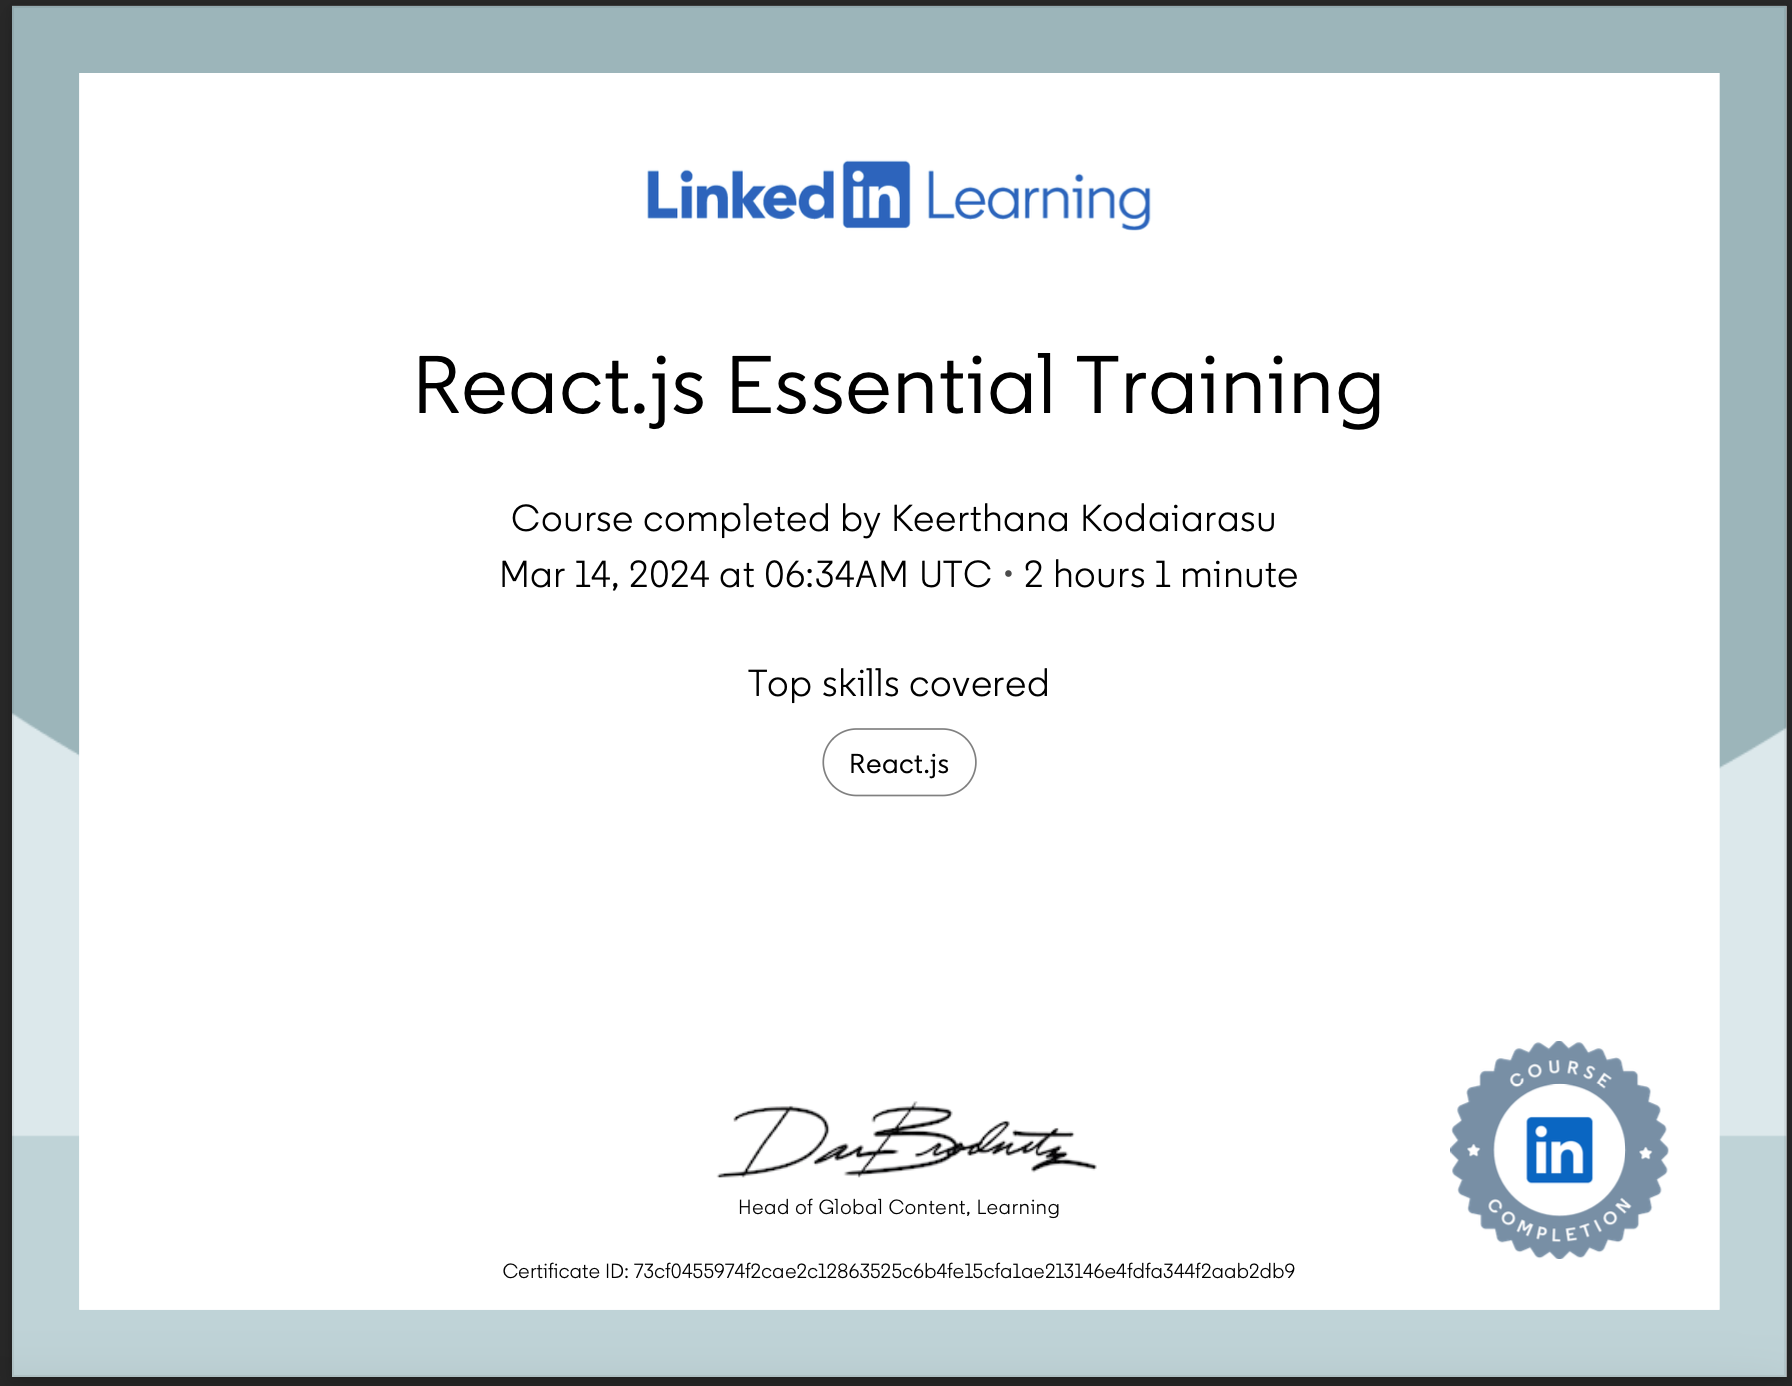 Linkedin Learning
React.js Essential Training
Course completed by Keerthana Kodaiarasu
Mar 14, 2024 at 06:34AM UTC • 2 hours 1 minute
Top skills covered
React.js
Dan Brodnitz
Head of Global Content, Learning
Certificate ID: 73cf0455974f2cae2c12863525c6b4fe15cfa1ae213146e4fdfa344f2aab2db9
COURSE
in
COMPLETION